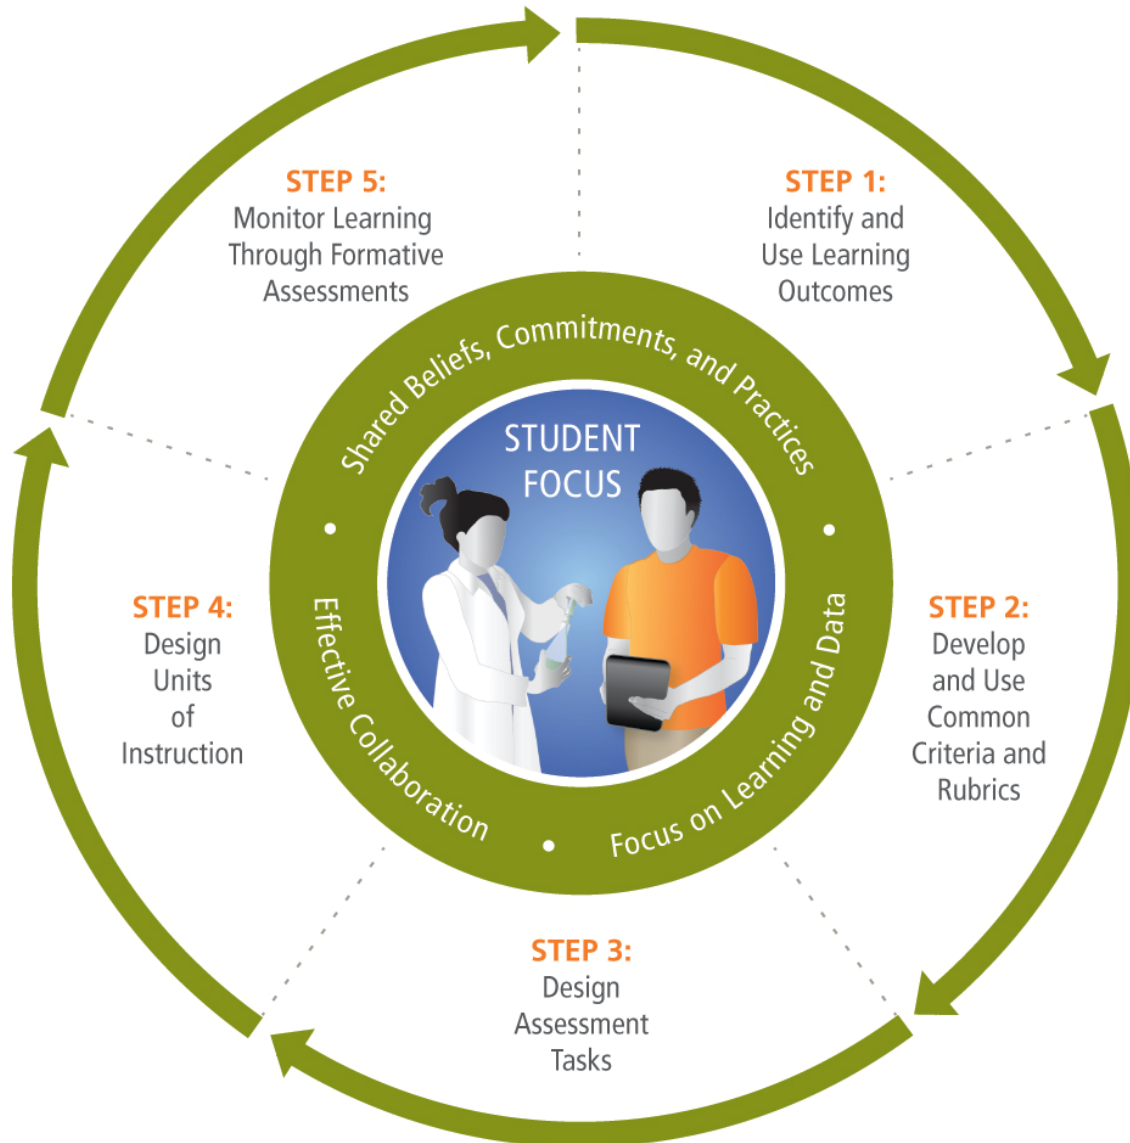 STEP 1:
Identify and
Use Learning
Outcomes
STEP 2:
Develop
and Use
Common
Criteria and
Rubrics
STEP 3:
Design
Assessment
Tasks
STEP 4:
Design
Units
of
Instruction
STEP 5:
Monitor Learning
Through Formative
Assessments
Shared Beliefs, Commitments, and Practices
Focus on Learning and Data
Effective Collaboration
STUDENT
FOCUS